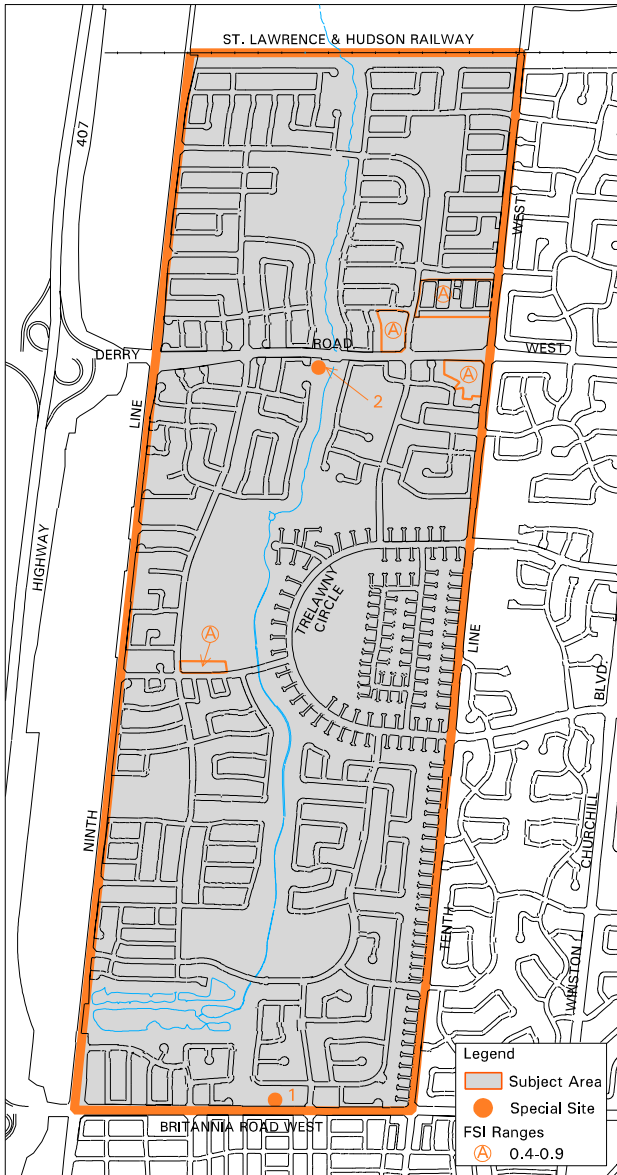 ST. LAWRENCE & HUDSON RAILWAY
407
WEST
A
A
DERRY
ROAD
WEST
A
2
LINE
HIGHWAY
TRELAWNY
CIRCLE
A
LINE
BLVD.
NINTH
CHURCHILL
TENTH
WINSTON
1
BRITANNIA ROAD WEST
Legend
Subject Area
Special Site
FSI Ranges
A 0.4-0.9